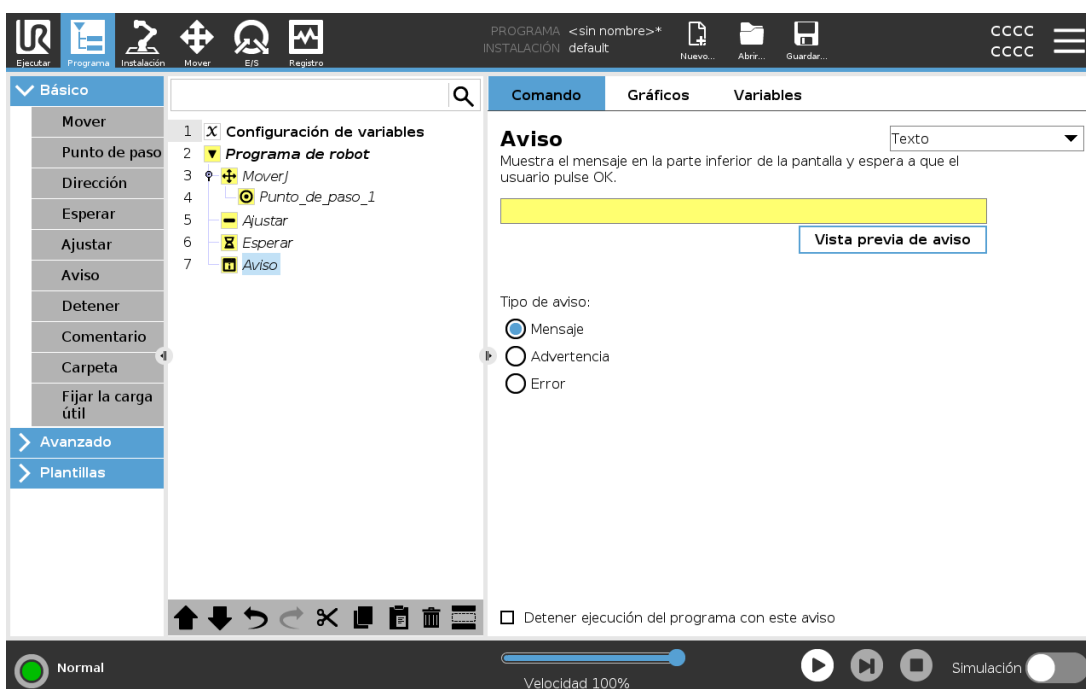 PROGRAMA <sin nombre>*
INSTALACIÓN default
CCCC
CCCC
Ejecutar
Programa
Instalación
Mover
E/S
Registro
Nuevo...
Abrir...
Guardar...
Básico
Mover
Punto de paso
Dirección
Esperar
Ajustar
Aviso
Detener
Comentario
Carpeta
Fijar la carga
útil
Avanzado
Plantillas
1 X Configuración de variables
2 Programa de robot
3 MoverJ
4 Punto_de_paso_1
5 Ajustar
6 Esperar
7 Aviso
Comando Gráficos Variables
Aviso
Texto
Muestra el mensaje en la parte inferior de la pantalla y espera a que el
usuario pulse OK.
Vista previa de aviso
Tipo de aviso:
Mensaje
Advertencia
Error
Detener ejecución del programa con este aviso
Normal
Velocidad 100%
Simulación